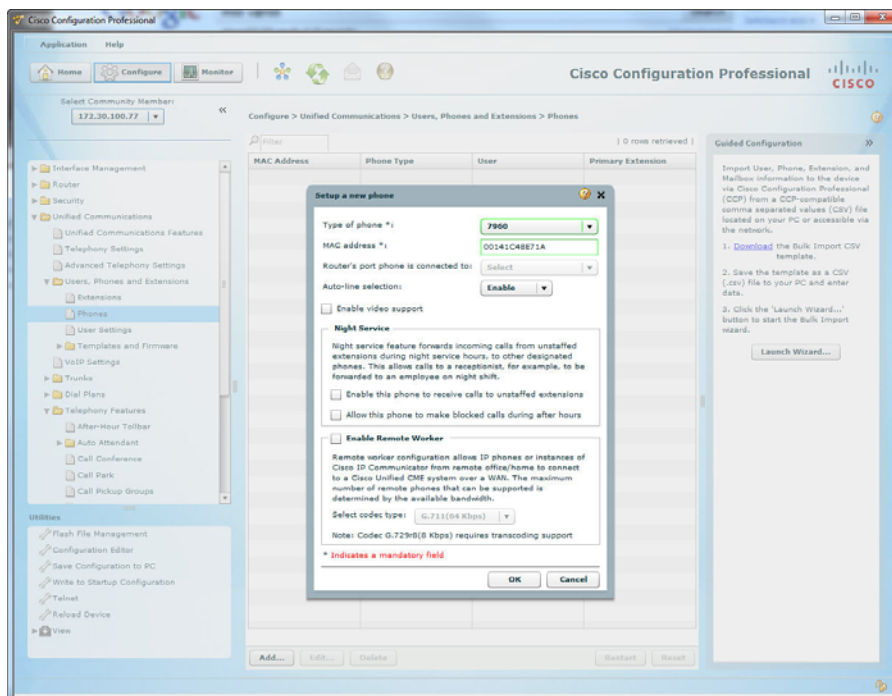 Cisco Configuration Professional
Application Help
Home Configure Monitor
Cisco Configuration Professional
CISCO
Select Community Member:
172.30.100.77
Configure > Unified Communications > Users, Phones and Extensions > Phones
Filter
| 0 rows retrieved |
MAC Address Phone Type User Primary Extension
Interface Management
Router
Security
Unified Communications
Unified Communications Features
Telephony Settings
Advanced Telephony Settings
Users, Phones and Extensions
Extensions
Phones
User Settings
Templates and Firmware
VoIP Settings
Trunks
Dial Plans
Telephony Features
After-Hour Tollbar
Auto Attendant
Call Conference
Call Park
Call Pickup Groups
Utilities
Flash File Management
Configuration Editor
Save Configuration to PC
Write to Startup Configuration
Telnet
Reload Device
View
Setup a new phone
Type of phone *: 7960
MAC address *: 00141C48E71A
Router's port phone is connected to: Select
Auto-line selection: Enable
Enable video support
Night Service
Night service feature forwards incoming calls from unstaffed
extensions during night service hours, to other designated
phones. This allows calls to a receptionist, for example, to be
forwarded to an employee on night shift.
Enable this phone to receive calls to unstaffed extensions
Allow this phone to make blocked calls during after hours
Enable Remote Worker
Remote worker configuration allows IP phones or instances of
Cisco IP Communicator from remote office/home to connect
to a Cisco Unified CME system over a WAN. The maximum
number of remote phones that can be supported is
determined by the available bandwidth.
Select codec type: G.711(64 Kbps)
Note: Codec G.729r8(8 Kbps) requires transcoding support
* Indicates a mandatory field
OK Cancel
Add... Edit... Delete Restart Reset
Guided Configuration
Import User, Phone, Extension, and
Mailbox information to the device
via Cisco Configuration Professional
(CCP) from a CCP-compatible
comma separated values (CSV) file
located on your PC or accessible via
the network.
1. Download the Bulk Import CSV
template.
2. Save the template as a CSV
(.csv) file to your PC and enter
data.
3. Click the 'Launch Wizard...'
button to start the Bulk Import
wizard.
Launch Wizard...